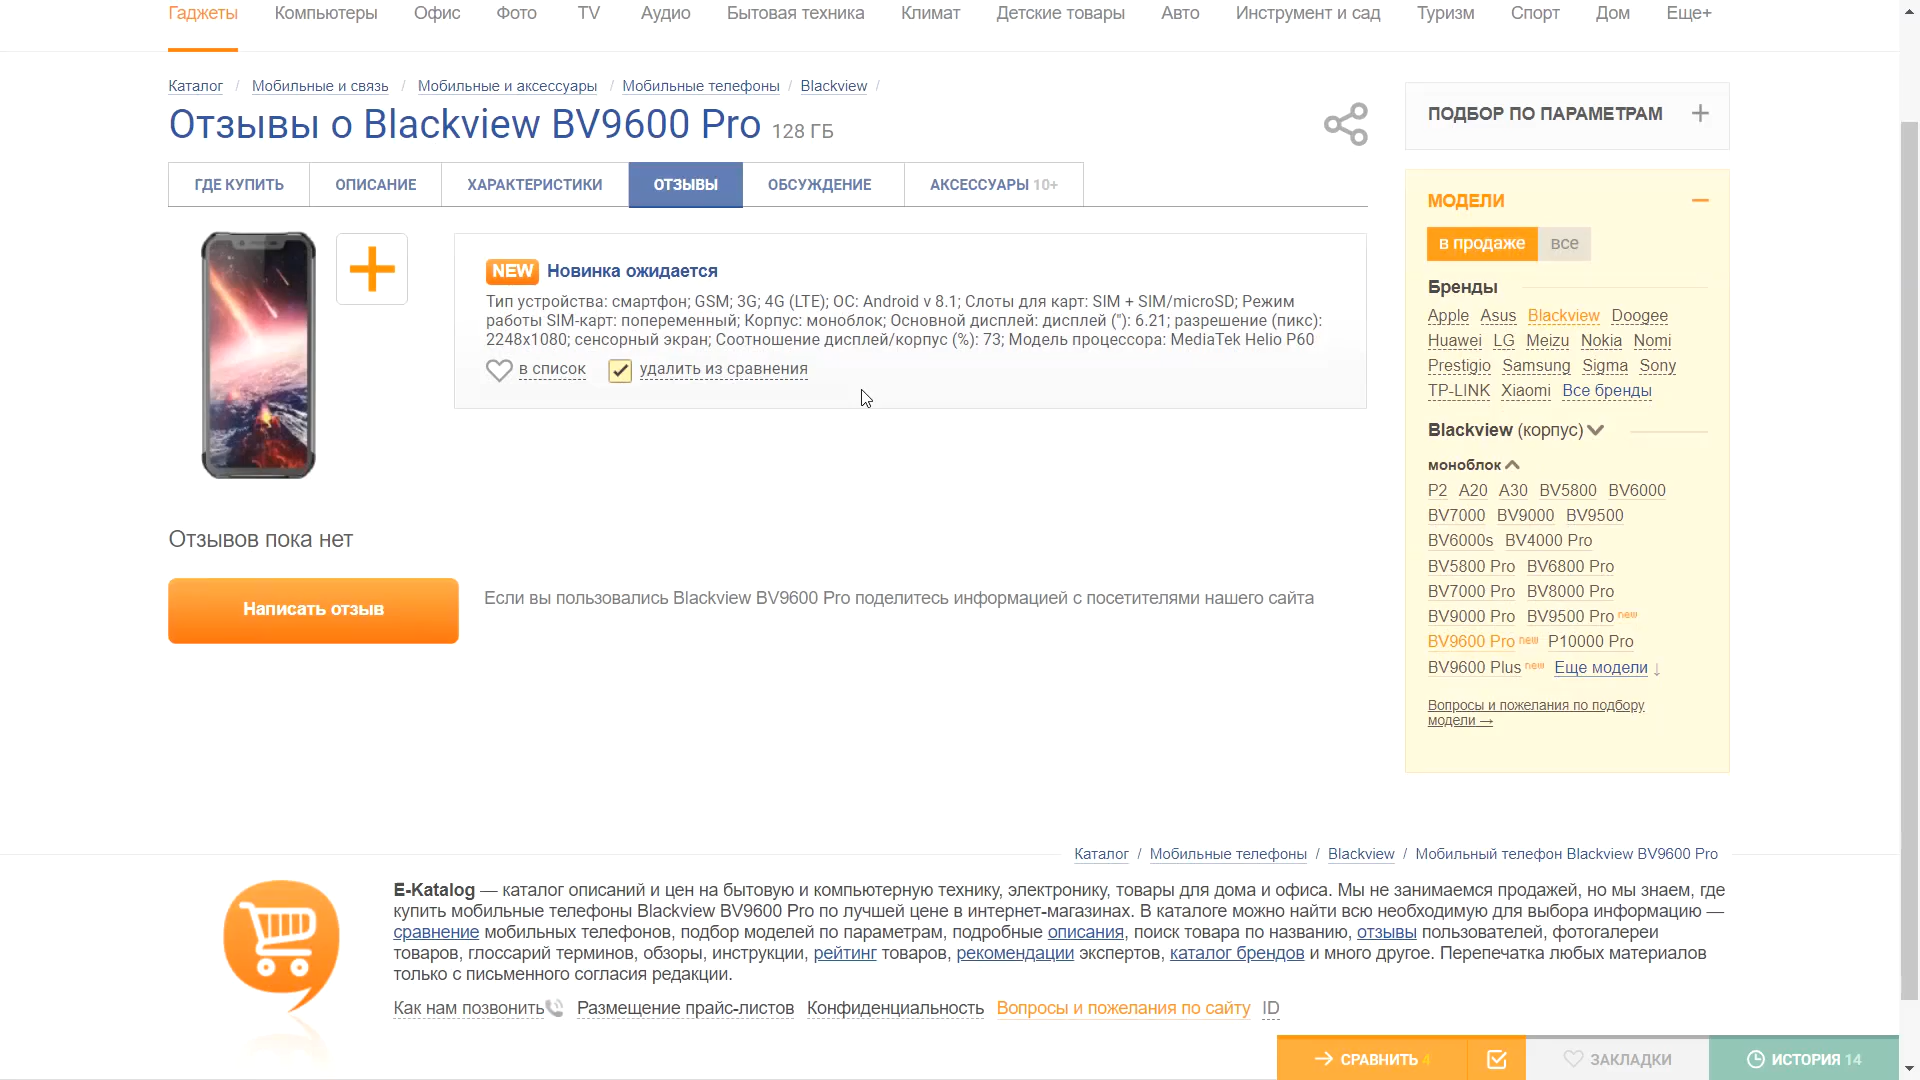 Гаджеты Компьютеры Офис Фото TV Аудио Бытовая техника Климат Детские товары Авто Инструмент и сад Туризм Спорт Дом Еще+
Каталог / Мобильные и связь / Мобильные и аксессуары / Мобильные телефоны / Blackview /
Отзывы о Blackview BV9600 Pro 128 ГБ
ГДЕ КУПИТЬ ОПИСАНИЕ ХАРАКТЕРИСТИКИ ОТЗЫВЫ ОБСУЖДЕНИЕ АКСЕССУАРЫ 10+
NEW Новинка ожидается
Тип устройства: смартфон; GSM; 3G; 4G (LTE); ОС: Android v 8.1; Слоты для карт: SIM + SIM/microSD; Режим
работы SIM-карт: попеременный; Корпус: моноблок; Основной дисплей: дисплей ("): 6.21; разрешение (пикс):
2248x1080; сенсорный экран; Соотношение дисплей/корпус (%): 73; Модель процессора: MediaTek Helio P60
в список удалить из сравнения
Отзывов пока нет
Написать отзыв
Если вы пользовались Blackview BV9600 Pro поделитесь информацией с посетителями нашего сайта
ПОДБОР ПО ПАРАМЕТРАМ
МОДЕЛИ
в продаже все
Бренды
Apple Asus Blackview Doogee
Huawei LG Meizu Nokia Nomi
Prestigio Samsung Sigma Sony
TP-LINK Xiaomi Все бренды
Blackview (корпус)
моноблок
P2 A20 A30 BV5800 BV6000
BV7000 BV9000 BV9500
BV6000s BV4000 Pro
BV5800 Pro BV6800 Pro
BV7000 Pro BV8000 Pro
BV9000 Pro BV9500 Pro new
BV9600 Pro new P10000 Pro
BV9600 Plus new Еще модели ↓
Вопросы и пожелания по подбору
модели →
Каталог / Мобильные телефоны / Blackview / Мобильный телефон Blackview BV9600 Pro
E-Katalog — каталог описаний и цен на бытовую и компьютерную технику, электронику, товары для дома и офиса. Мы не занимаемся продажей, но мы знаем, где
купить мобильные телефоны Blackview BV9600 Pro по лучшей цене в интернет-магазинах. В каталоге можно найти всю необходимую для выбора информацию —
сравнение мобильных телефонов, подбор моделей по параметрам, подробные описания, поиск товара по названию, отзывы пользователей, фотогалереи
товаров, глоссарий терминов, обзоры, инструкции, рейтинг товаров, рекомендации экспертов, каталог брендов и много другое. Перепечатка любых материалов
только с письменного согласия редакции.
Как нам позвонить Размещение прайс-листов Конфиденциальность Вопросы и пожелания по сайту ID
→ СРАВНИТЬ 4 ЗАКЛАДКИ ИСТОРИЯ 14